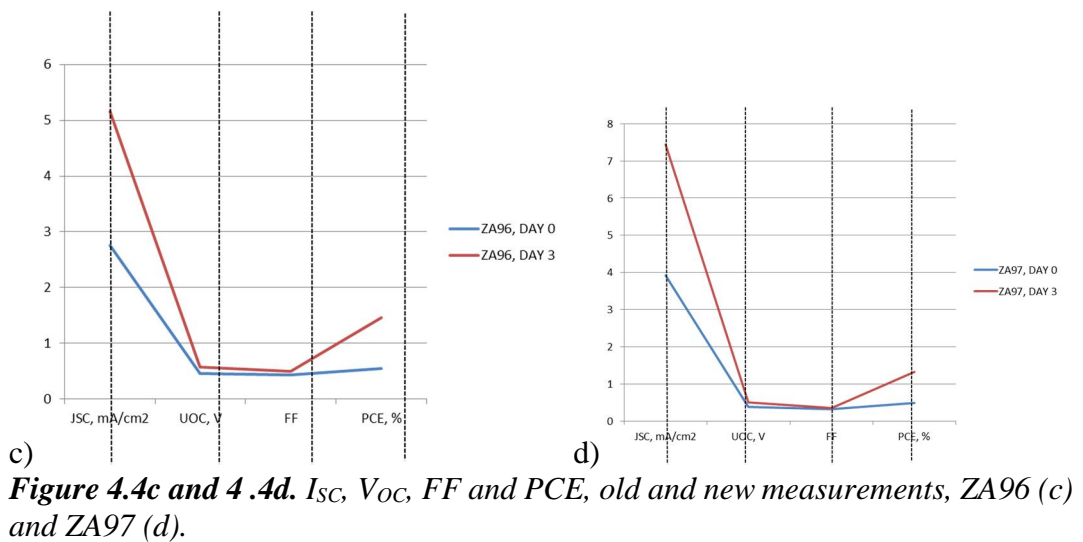 6
5
4
3
2
1
0
JSC, mA/cm2 UOC, V FF PCE, %
ZA96, DAY 0
ZA96, DAY 3
c)
8
7
6
5
4
3
2
1
0
JSC, mA/cm2 UOC, V FF PCE, %
ZA97, DAY 0
ZA97, DAY 3
d)
Figure 4.4c and 4 .4d. ISC, VOC, FF and PCE, old and new measurements, ZA96 (c)
and ZA97 (d).